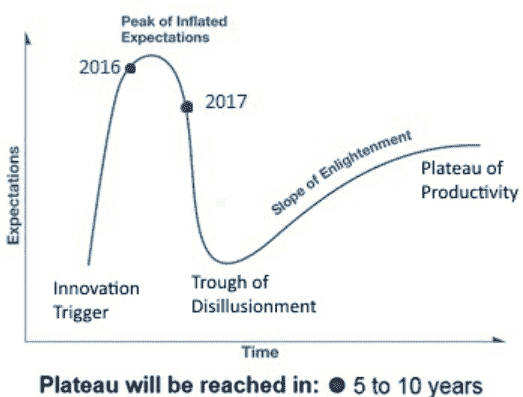 Peak of Inflated
Expectations
2016
2017
Expectations
Slope of Enlightenment
Plateau of
Productivity
Innovation
Trigger
Trough of
Disillusionment
Time
Plateau will be reached in: ● 5 to 10 years